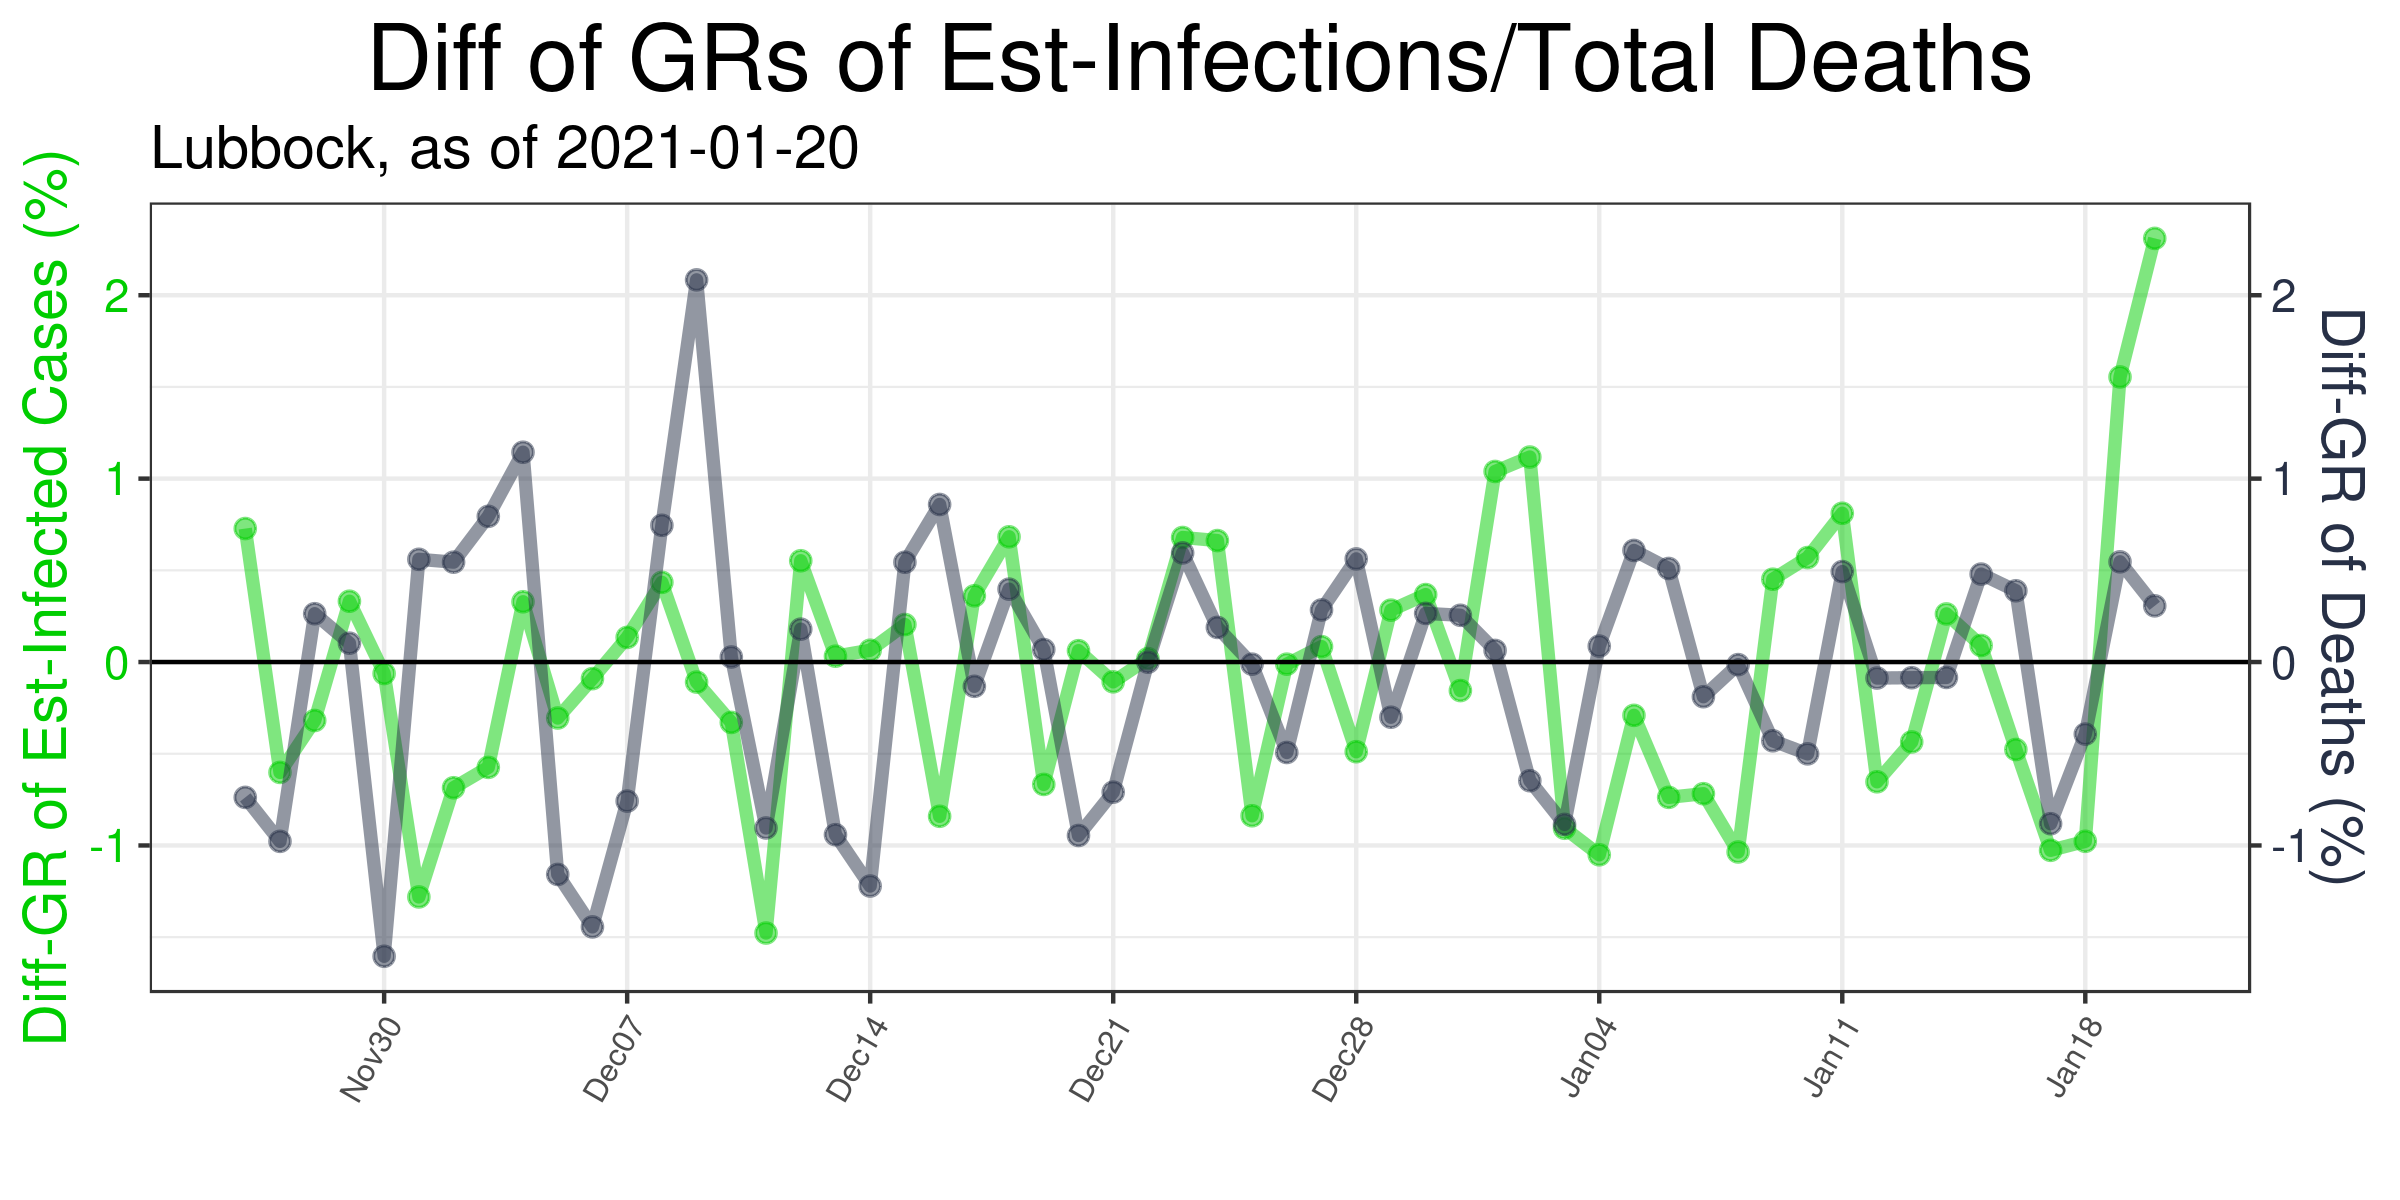 Diff of GRs of Est-Infections/Total Deaths
Lubbock, as of 2021-01-20
Diff-GR of Est-Infected Cases (%)
2
1
0
-1
2
1
0
-1
Diff-GR of Deaths (%)
Nov30
Dec07
Dec14
Dec21
Dec28
Jan04
Jan11
Jan18